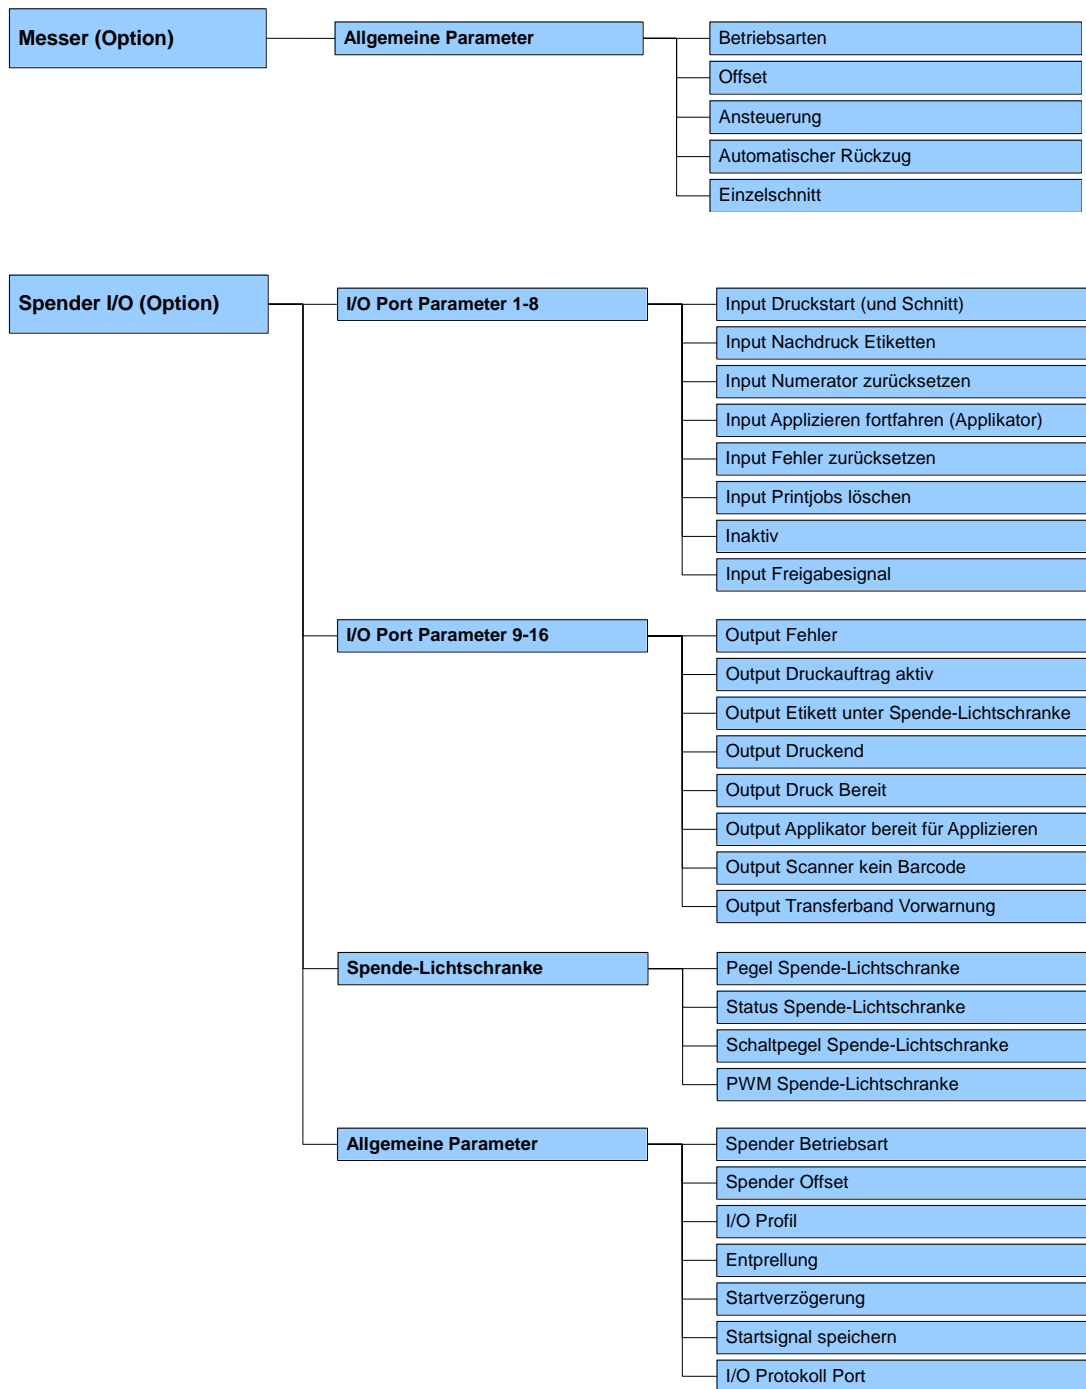 Messer (Option)
Allgemeine Parameter
Betriebsarten
Offset
Ansteuerung
Automatischer Rückzug
Einzelschnitt
Spender I/O (Option)
I/O Port Parameter 1-8
Input Druckstart (und Schnitt)
Input Nachdruck Etiketten
Input Numerator zurücksetzen
Input Applizieren fortfahren (Applikator)
Input Fehler zurücksetzen
Input Printjobs löschen
Inaktiv
Input Freigabesignal
I/O Port Parameter 9-16
Output Fehler
Output Druckauftrag aktiv
Output Etikett unter Spende-Lichtschranke
Output Druckend
Output Druck Bereit
Output Applikator bereit für Applizieren
Output Scanner kein Barcode
Output Transferband Vorwarnung
Spende-Lichtschranke
Pegel Spende-Lichtschranke
Status Spende-Lichtschranke
Schaltpegel Spende-Lichtschranke
PWM Spende-Lichtschranke
Allgemeine Parameter
Spender Betriebsart
Spender Offset
I/O Profil
Entprellung
Startverzögerung
Startsignal speichern
I/O Protokoll Port